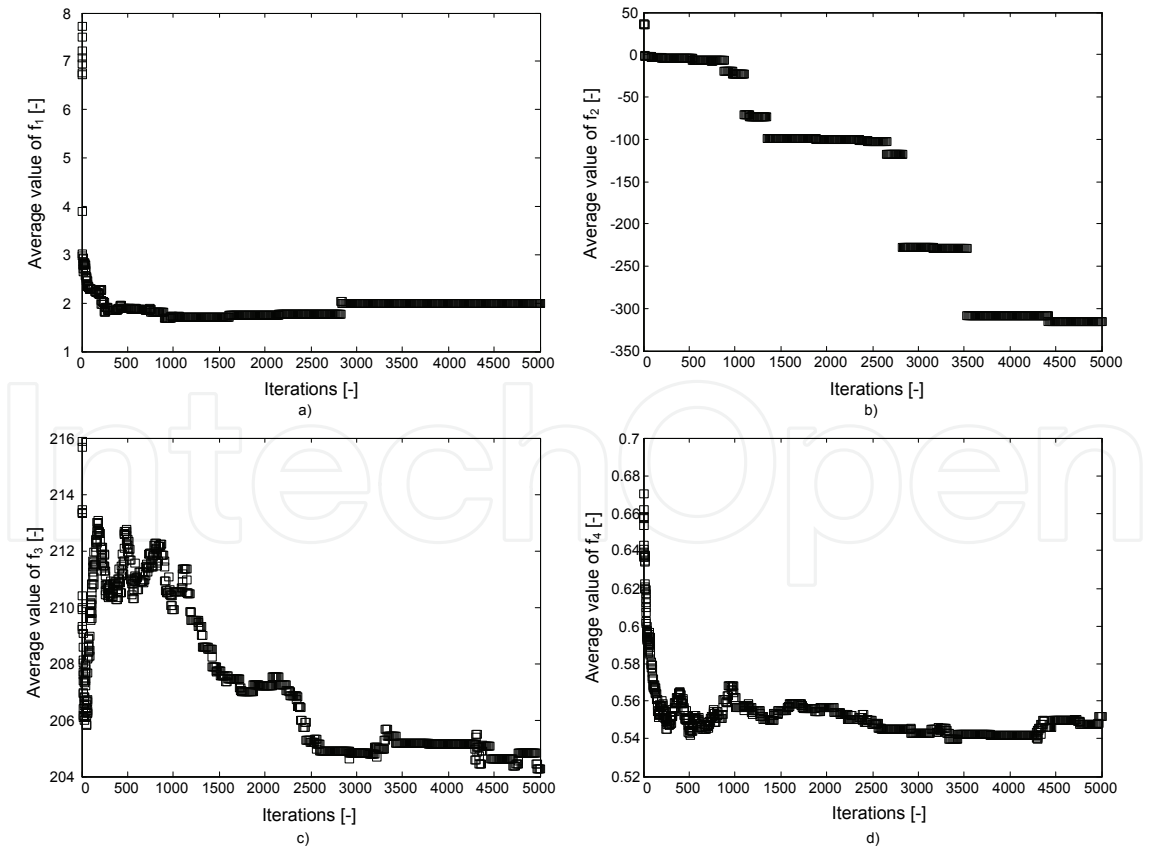 8
7
6
5
4
3
2
1
Average value of f₁ [-]
0 500 1000 1500 2000 2500 3000 3500 4000 4500 5000
Iterations [-]
a)
50
0
-50
-100
-150
-200
-250
-300
-350
Average value of f₂ [-]
0 500 1000 1500 2000 2500 3000 3500 4000 4500 5000
Iterations [-]
b)
216
214
212
210
208
206
204
Average value of f₃ [-]
0 500 1000 1500 2000 2500 3000 3500 4000 4500 5000
Iterations [-]
c)
0.7
0.68
0.66
0.64
0.62
0.6
0.58
0.56
0.54
0.52
Average value of f₄ [-]
0 500 1000 1500 2000 2500 3000 3500 4000 4500 5000
Iterations [-]
d)
IntechOpen